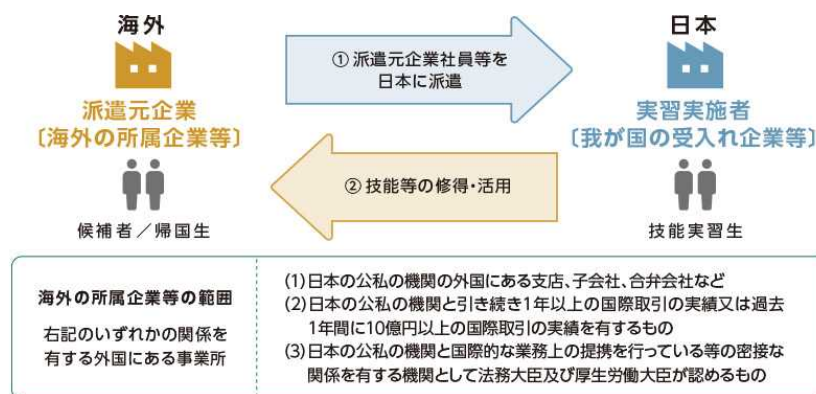 海外
日本
① 派遣元企業社員等を
日本に派遣
派遣元企業
〔海外の所属企業等〕
実習実施者
〔我が国の受入れ企業等〕
② 技能等の修得・活用
候補者／帰国生
技能実習生
海外の所属企業等の範囲
右記のいずれかの関係を
有する外国にある事業所
(1)日本の公私の機関の外国にある支店、子会社、合弁会社など
(2)日本の公私の機関と引き続き1年以上の国際取引の実績又は過去
1年間に10億円以上の国際取引の実績を有するもの
(3)日本の公私の機関と国際的な業務上の提携を行っている等の密接な
関係を有する機関として法務大臣及び厚生労働大臣が認めるもの